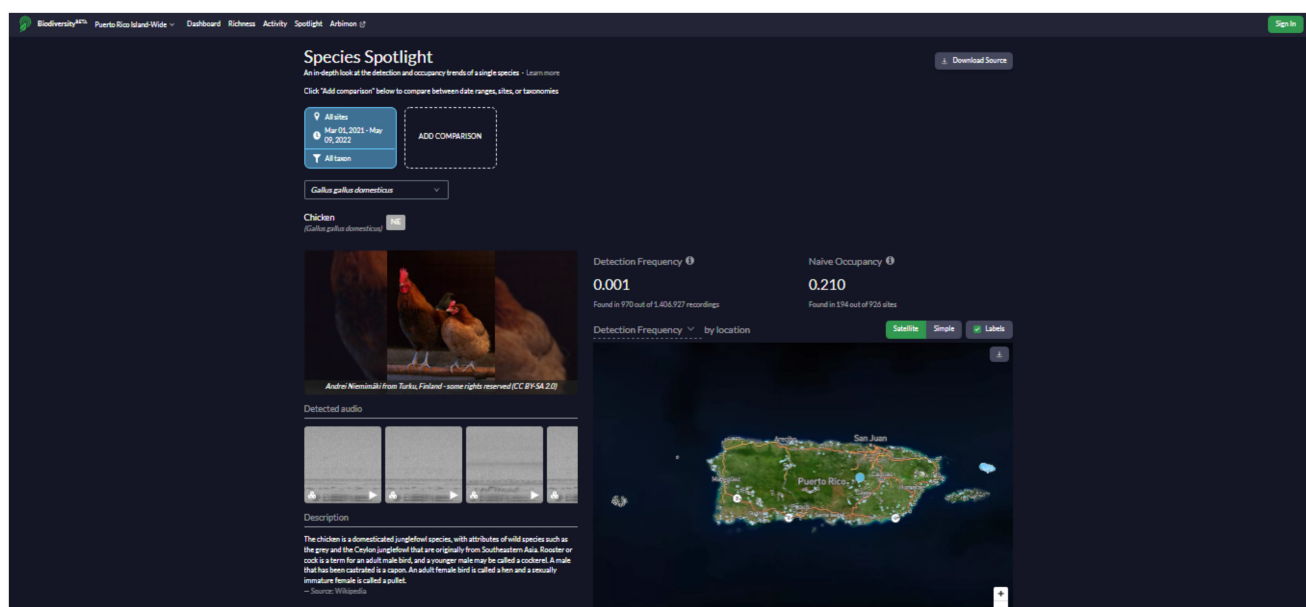 Biodiversityᴮᴱᵀᴬ Puerto Rico Island-Wide Dashboard Richness Activity Spotlight Arbimon Sign In
Species Spotlight
Download Source
An in-depth look at the detection and occupancy trends of a single species - Learn more
Click "Add comparison" below to compare between date ranges, sites, or taxonomies
All sites
Mar 01, 2021 - May
09, 2022
All taxon
ADD COMPARISON
Gallus gallus domesticus
Chicken
(Gallus gallus domesticus)
NE
Andrei Niemimäki from Turku, Finland - some rights reserved (CC BY-SA 2.0)
Detected audio
Description
The chicken is a domesticated junglefowl species, with attributes of wild species such as
the grey and the Ceylon junglefowl that are originally from Southeastern Asia. Rooster or
cock is a term for an adult male bird, and a younger male may be called a cockerel. A male
that has been castrated is a capon. An adult female bird is called a hen and a sexually
immature female is called a pullet.
— Source: Wikipedia
Detection Frequency
0.001
Found in 970 out of 1.406.927 recordings
Naive Occupancy
0.210
Found in 194 out of 926 sites
Detection Frequency by location
Satellite Simple Labels
San Juan
Puerto Rico
+